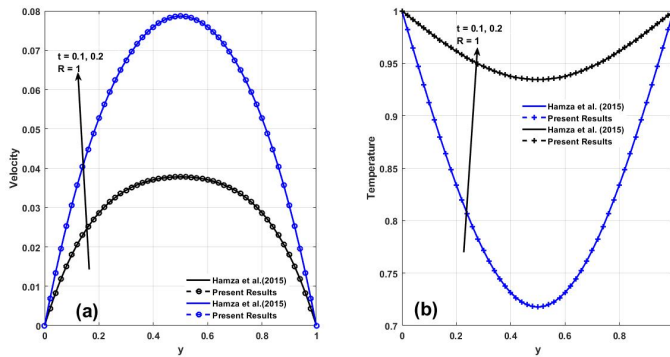 0.08
0.07
0.06
0.05
0.04
0.03
0.02
0.01
0
Velocity
t = 0.1, 0.2
R = 1
(a)
Hamza et al.(2015)
Present Results
Hamza et al.(2015)
Present Results
0 0.2 0.4 0.6 0.8 1
y
1
0.95
0.9
0.85
0.8
0.75
0.7
Temperature
t = 0.1, 0.2
R = 1
Hamza et al. (2015)
Present Results
Hamza et al. (2015)
Present Results
(b)
0 0.2 0.4 0.6 0.8
y